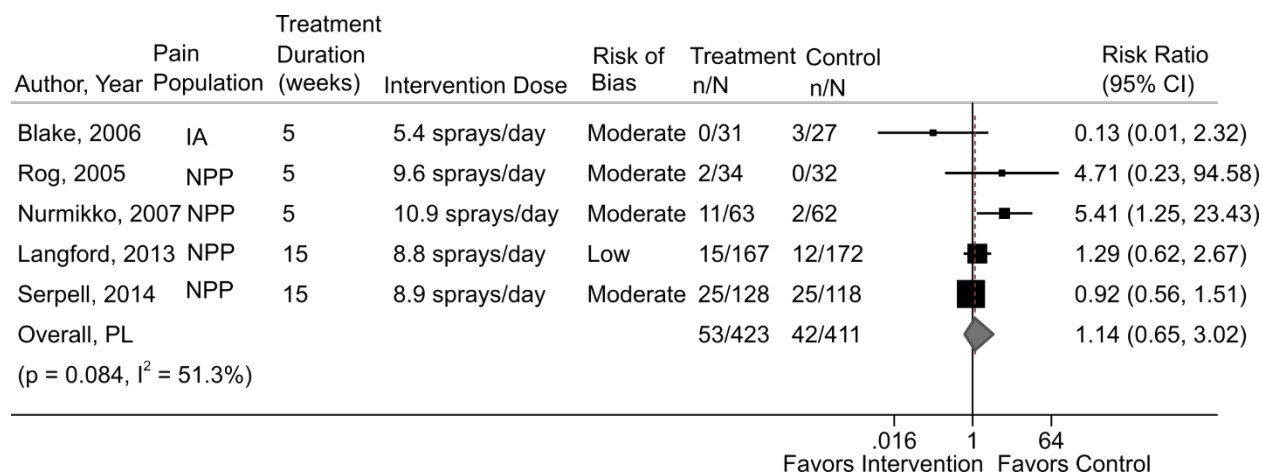 Author, Year Pain Population Treatment Duration (weeks) Intervention Dose Risk of Bias Treatment n/N Control n/N Risk Ratio (95% CI)
Blake, 2006 IA 5 5.4 sprays/day Moderate 0/31 3/27 0.13 (0.01, 2.32)
Rog, 2005 NPP 5 9.6 sprays/day Moderate 2/34 0/32 4.71 (0.23, 94.58)
Nurmikko, 2007 NPP 5 10.9 sprays/day Moderate 11/63 2/62 5.41 (1.25, 23.43)
Langford, 2013 NPP 15 8.8 sprays/day Low 15/167 12/172 1.29 (0.62, 2.67)
Serpell, 2014 NPP 15 8.9 sprays/day Moderate 25/128 25/118 0.92 (0.56, 1.51)
Overall, PL 53/423 42/411 1.14 (0.65, 3.02)
(p = 0.084, I² = 51.3%)
.016 1 64
Favors Intervention Favors Control